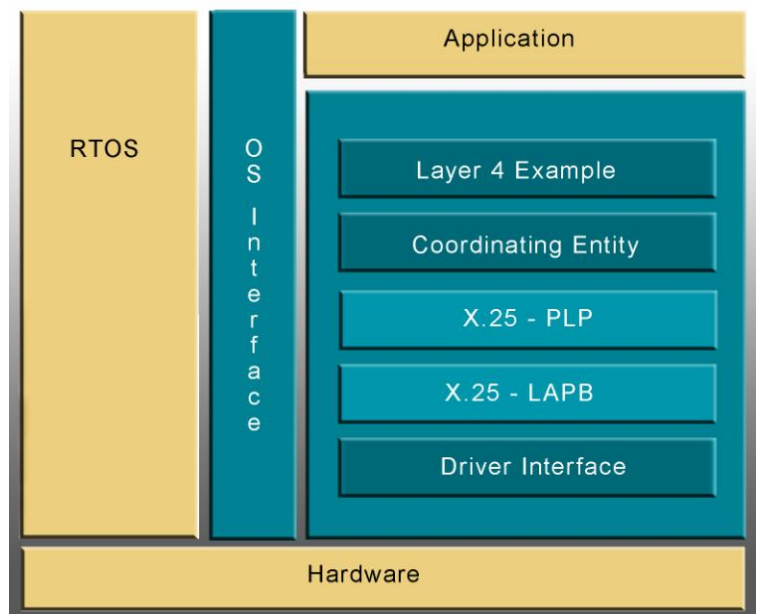 Application
RTOS
OS Interface
Layer 4 Example
Coordinating Entity
X.25 - PLP
X.25 - LAPB
Driver Interface
Hardware